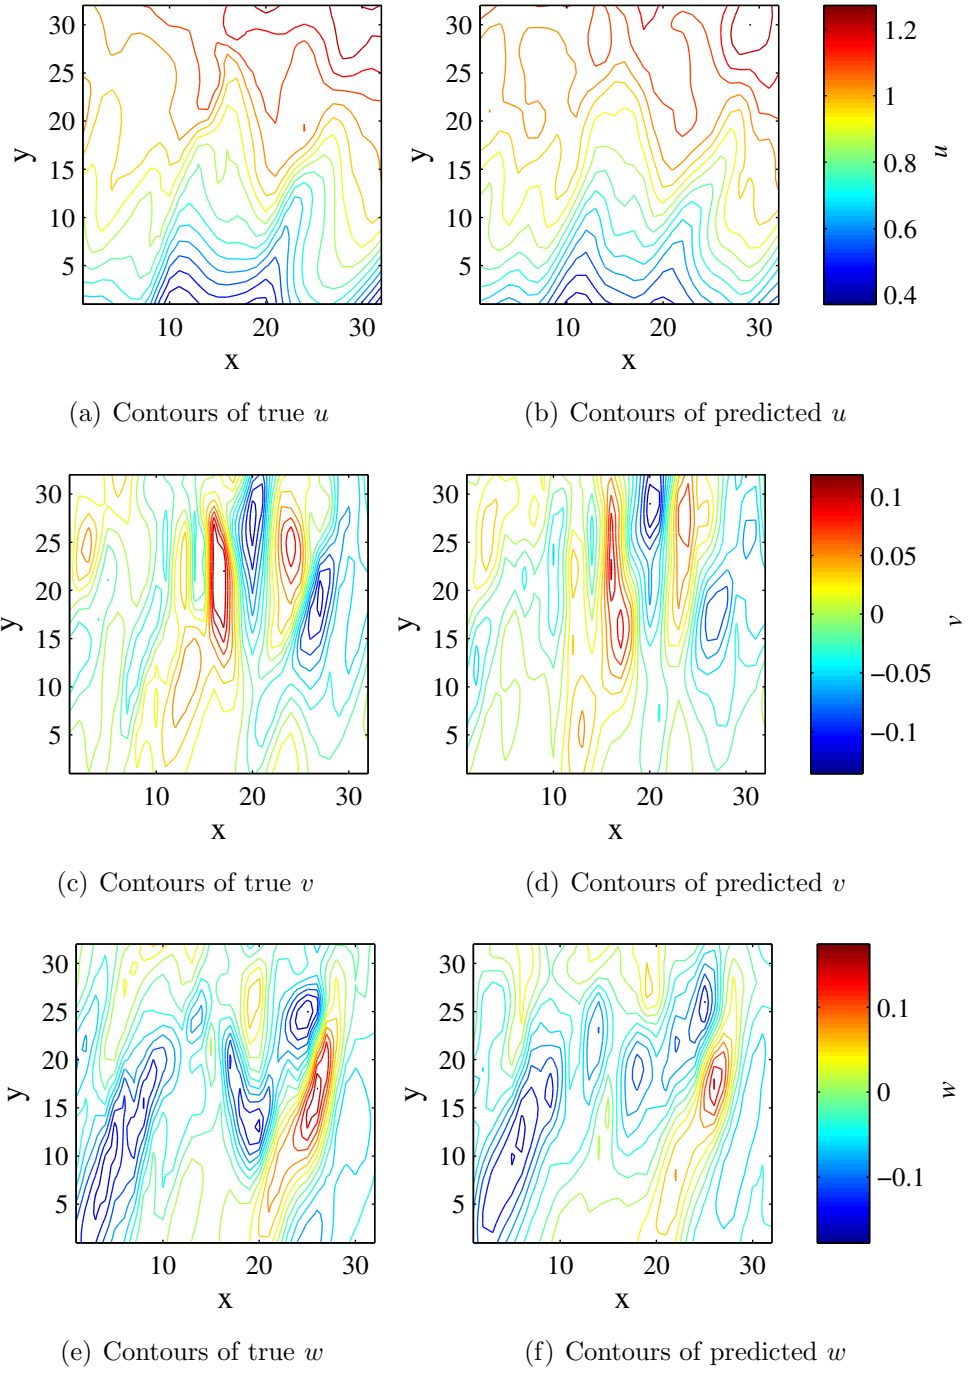 30
25
20
15
10
5
y
10 20 30
x
(a) Contours of true u
30
25
20
15
10
5
y
10 20 30
x
(b) Contours of predicted u
1.2
1
0.8
0.6
0.4
u
30
25
20
15
10
5
y
10 20 30
x
(c) Contours of true v
30
25
20
15
10
5
y
10 20 30
x
(d) Contours of predicted v
0.1
0.05
0
−0.05
−0.1
v
30
25
20
15
10
5
y
10 20 30
x
(e) Contours of true w
30
25
20
15
10
5
y
10 20 30
x
(f) Contours of predicted w
0.1
0
−0.1
w